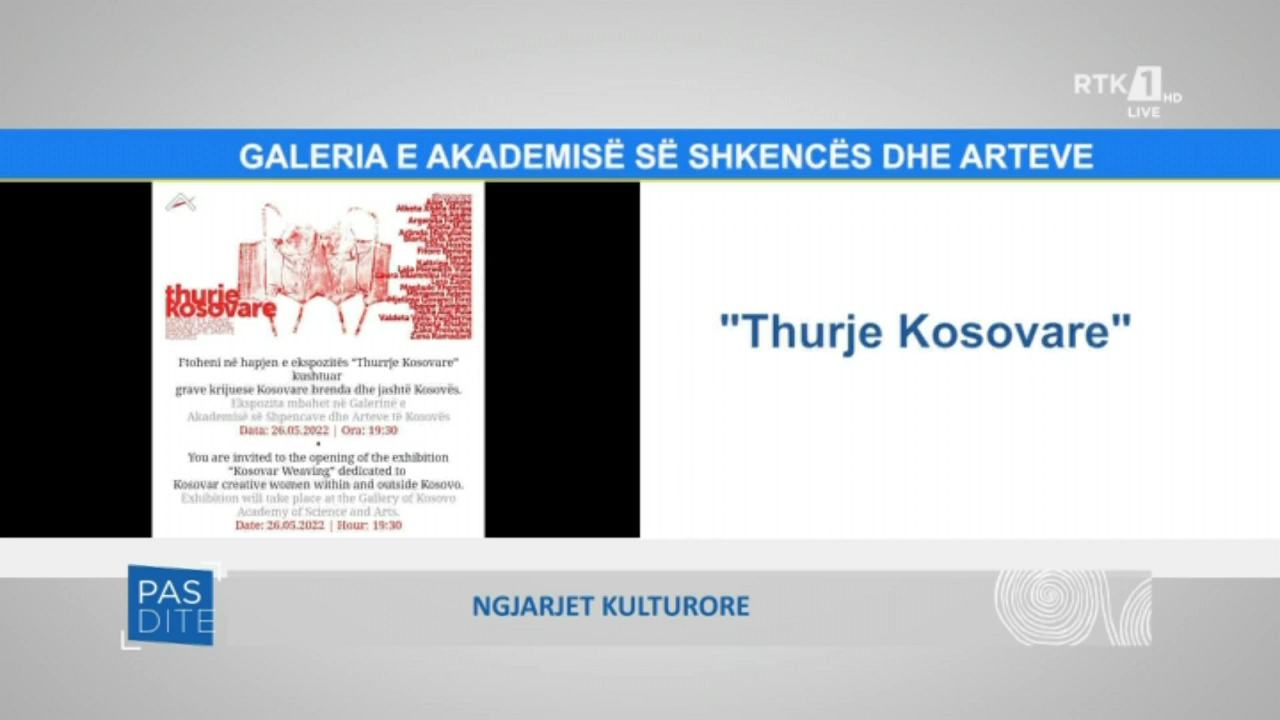 RTK 1 HD
LIVE
GALERIA E AKADEMISË SË SHKENCËS DHE ARTEVE
thurje
kosovare
Valdeta
Ftoheni në hapjen e ekspozitës “Thurrje Kosovare”
kushtuar
grave krijuese Kosovare brenda dhe jashtë Kosovës.
Ekspozita mbahet në Galerinë e
Akademisë së Shpencave dhe Arteve të Kosovës
Data: 26.05.2022 | Ora: 19:30
You are invited to the opening of the exhibition
“Kosovar Weaving” dedicated to
Kosovar creative women within and outside Kosovo.
Exhibition will take place at the Gallery of Kosovo
Academy of Science and Arts.
Date: 26.05.2022 | Hour: 19:30
"Thurje Kosovare"
PAS
DITE
NGJARJET KULTURORE